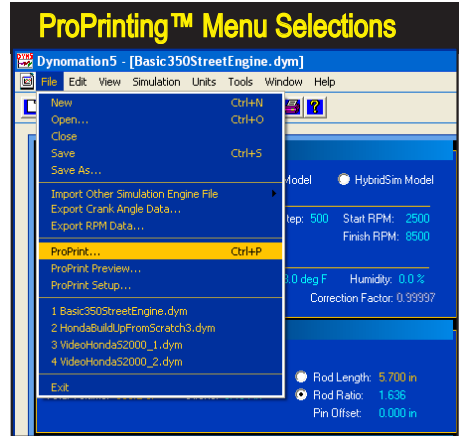 ProPrinting™ Menu Selections
Dynomation5 - [Basic350StreetEngine.dym]
File Edit View Simulation Units Tools Window Help
New Ctrl+N
Open... Ctrl+O
Close
Save Ctrl+S
Save As...
Import Other Simulation Engine File
Export Crank Angle Data...
Export RPM Data...
ProPrint... Ctrl+P
ProPrint Preview...
ProPrint Setup...
1 Basic350StreetEngine.dym
2 HondaBuildUpFromScratch3.dym
3 VideoHondaS2000_1.dym
4 VideoHondaS2000_2.dym
Exit
Model HybridSim Model
tep: 500 Start RPM: 2500
Finish RPM: 8500
8.0 deg F Humidity: 0.0 %
Correction Factor: 0.99997
Rod Length: 5.700 in
Rod Ratio: 1.636
Pin Offset: 0.000 in